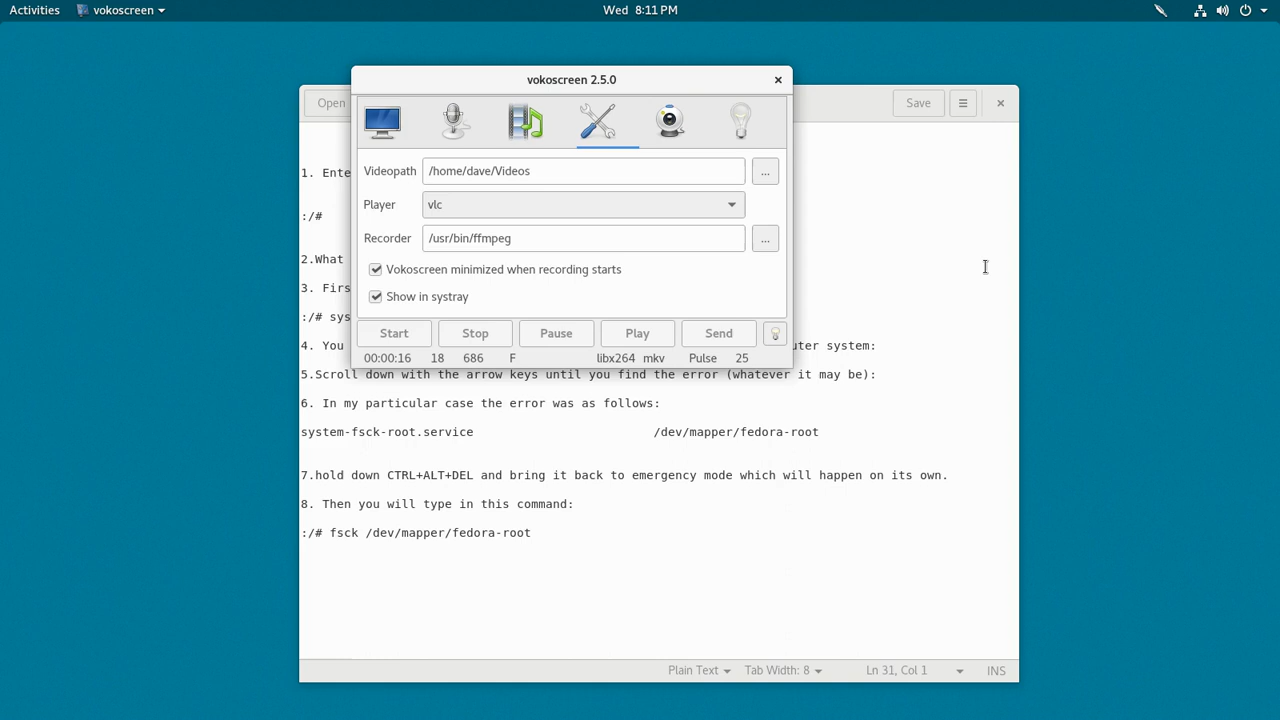 Activities vokoscreen Wed 8:11 PM
vokoscreen 2.5.0
Open Save
Videopath /home/dave/Videos ...
Player vlc
Recorder /usr/bin/ffmpeg ...
Vokoscreen minimized when recording starts
Show in systray
Start Stop Pause Play Send
00:00:16 18 686 F libx264 mkv Pulse 25
1. Ente
:/#
2.What
3. Firs
:/# sys
4. You uter system:
5.Scroll down with the arrow keys until you find the error (whatever it may be):
6. In my particular case the error was as follows:
system-fsck-root.service /dev/mapper/fedora-root
7.hold down CTRL+ALT+DEL and bring it back to emergency mode which will happen on its own.
8. Then you will type in this command:
:/# fsck /dev/mapper/fedora-root
Plain Text Tab Width: 8 Ln 31, Col 1 INS